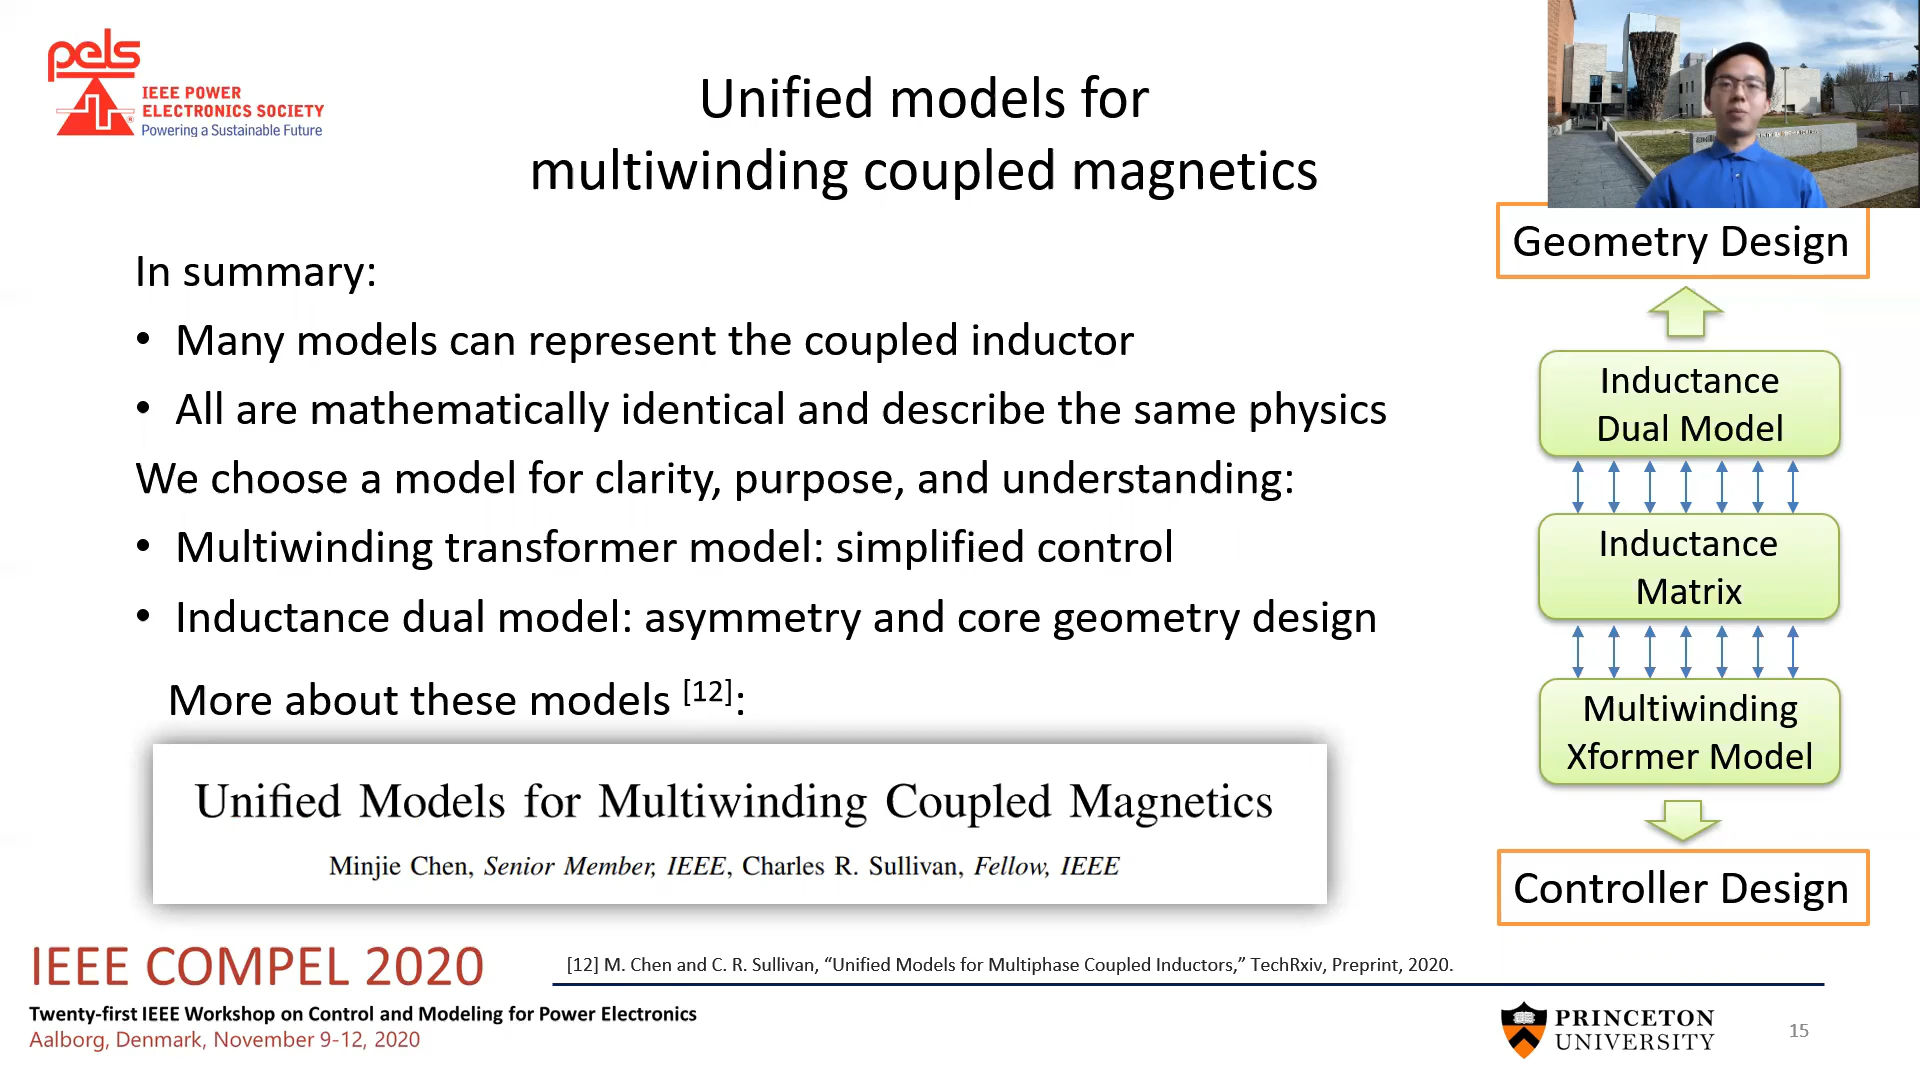 pels
IEEE POWER
ELECTRONICS SOCIETY
Powering a Sustainable Future
Unified models for
multiwinding coupled magnetics
In summary:
• Many models can represent the coupled inductor
• All are mathematically identical and describe the same physics
We choose a model for clarity, purpose, and understanding:
• Multiwinding transformer model: simplified control
• Inductance dual model: asymmetry and core geometry design
More about these models [12]:
Unified Models for Multiwinding Coupled Magnetics
Minjie Chen, Senior Member, IEEE, Charles R. Sullivan, Fellow, IEEE
Geometry Design
Inductance
Dual Model
Inductance
Matrix
Multiwinding
Xformer Model
Controller Design
IEEE COMPEL 2020
Twenty-first IEEE Workshop on Control and Modeling for Power Electronics
Aalborg, Denmark, November 9-12, 2020
[12] M. Chen and C. R. Sullivan, “Unified Models for Multiphase Coupled Inductors,” TechRxiv, Preprint, 2020.
PRINCETON
UNIVERSITY
15